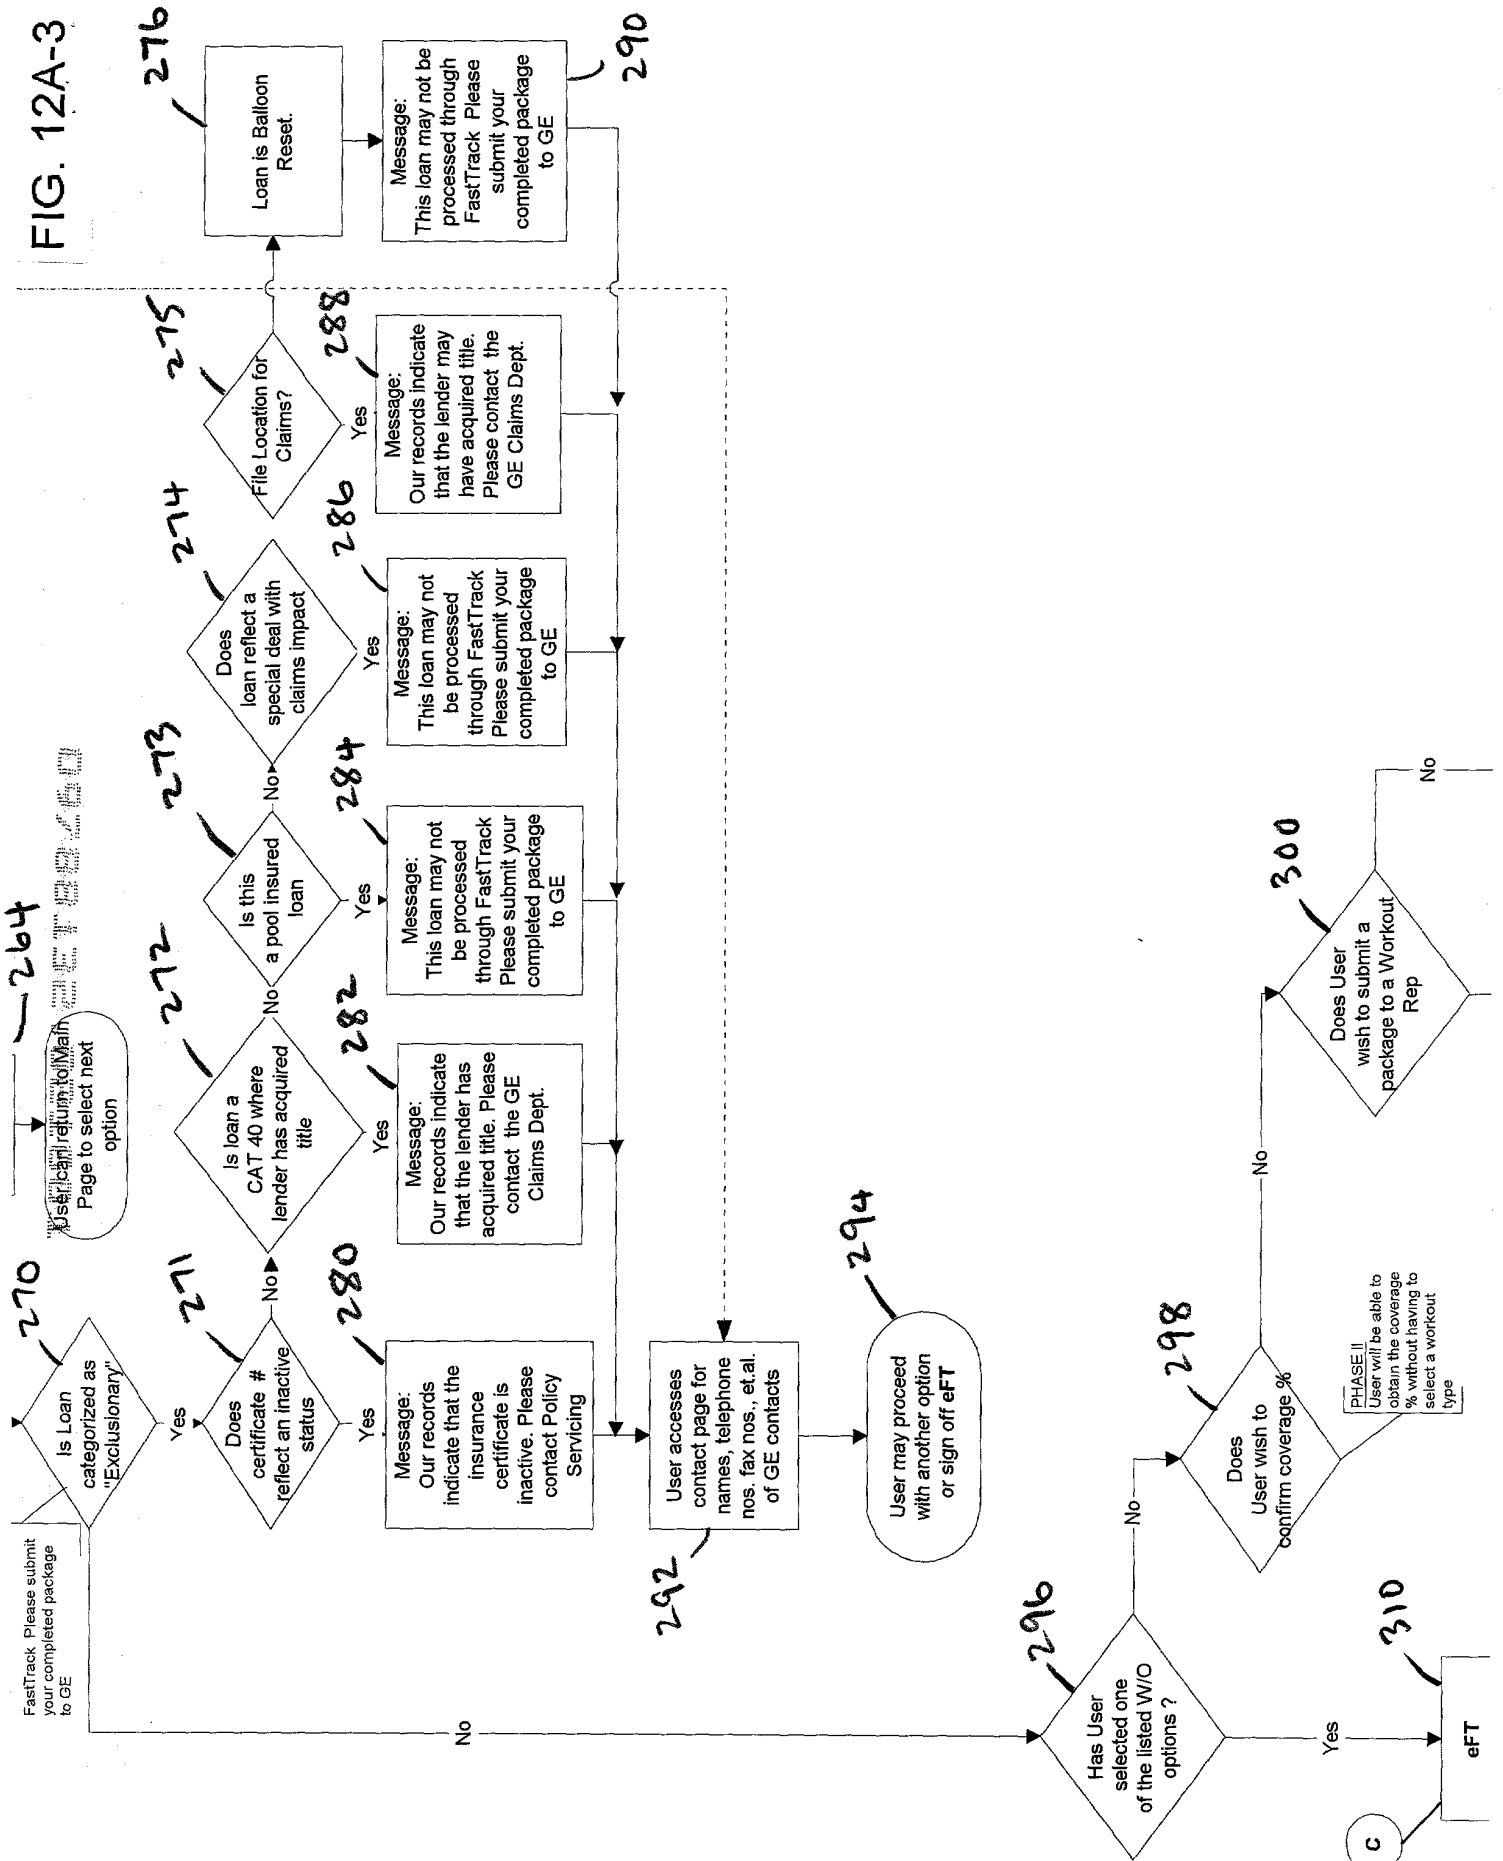 FIG. 12A-3
264
User can return to Main
Page to select next
option
FastTrack Please submit
your completed package
to GE
270
Is Loan
categorized as
"Exclusionary"
Yes
No
271
Does
certificate #
reflect an inactive
status
No
Yes
272
Is loan a
CAT 40 where
lender has acquired
title
No
Yes
273
Is this
a pool insured
loan
No
Yes
274
Does
loan reflect a
special deal with
claims impact
Yes
275
File Location for
Claims?
Yes
276
Loan is Balloon
Reset.
280
Message:
Our records
indicate that the
insurance
certificate is
inactive. Please
contact Policy
Servicing
282
Message:
Our records indicate
that the lender has
acquired title. Please
contact the GE
Claims Dept.
284
Message:
This loan may not
be processed
through FastTrack
Please submit your
completed package
to GE
286
Message:
This loan may not
be processed
through FastTrack
Please submit your
completed package
to GE
288
Message:
Our records indicate
that the lender may
have acquired title.
Please contact the
GE Claims Dept.
290
Message:
This loan may not be
processed through
FastTrack Please
submit your
completed package
to GE
292
User accesses
contact page for
names, telephone
nos. fax nos., et.al.
of GE contacts
294
User may proceed
with another option
or sign off eFT
296
Has User
selected one
of the listed W/O
options ?
No
Yes
298
Does
User wish to
confirm coverage %
No
PHASE II
User will be able to
obtain the coverage
% without having to
select a workout
type
300
Does User
wish to submit a
package to a Workout
Rep
No
310
eFT
C